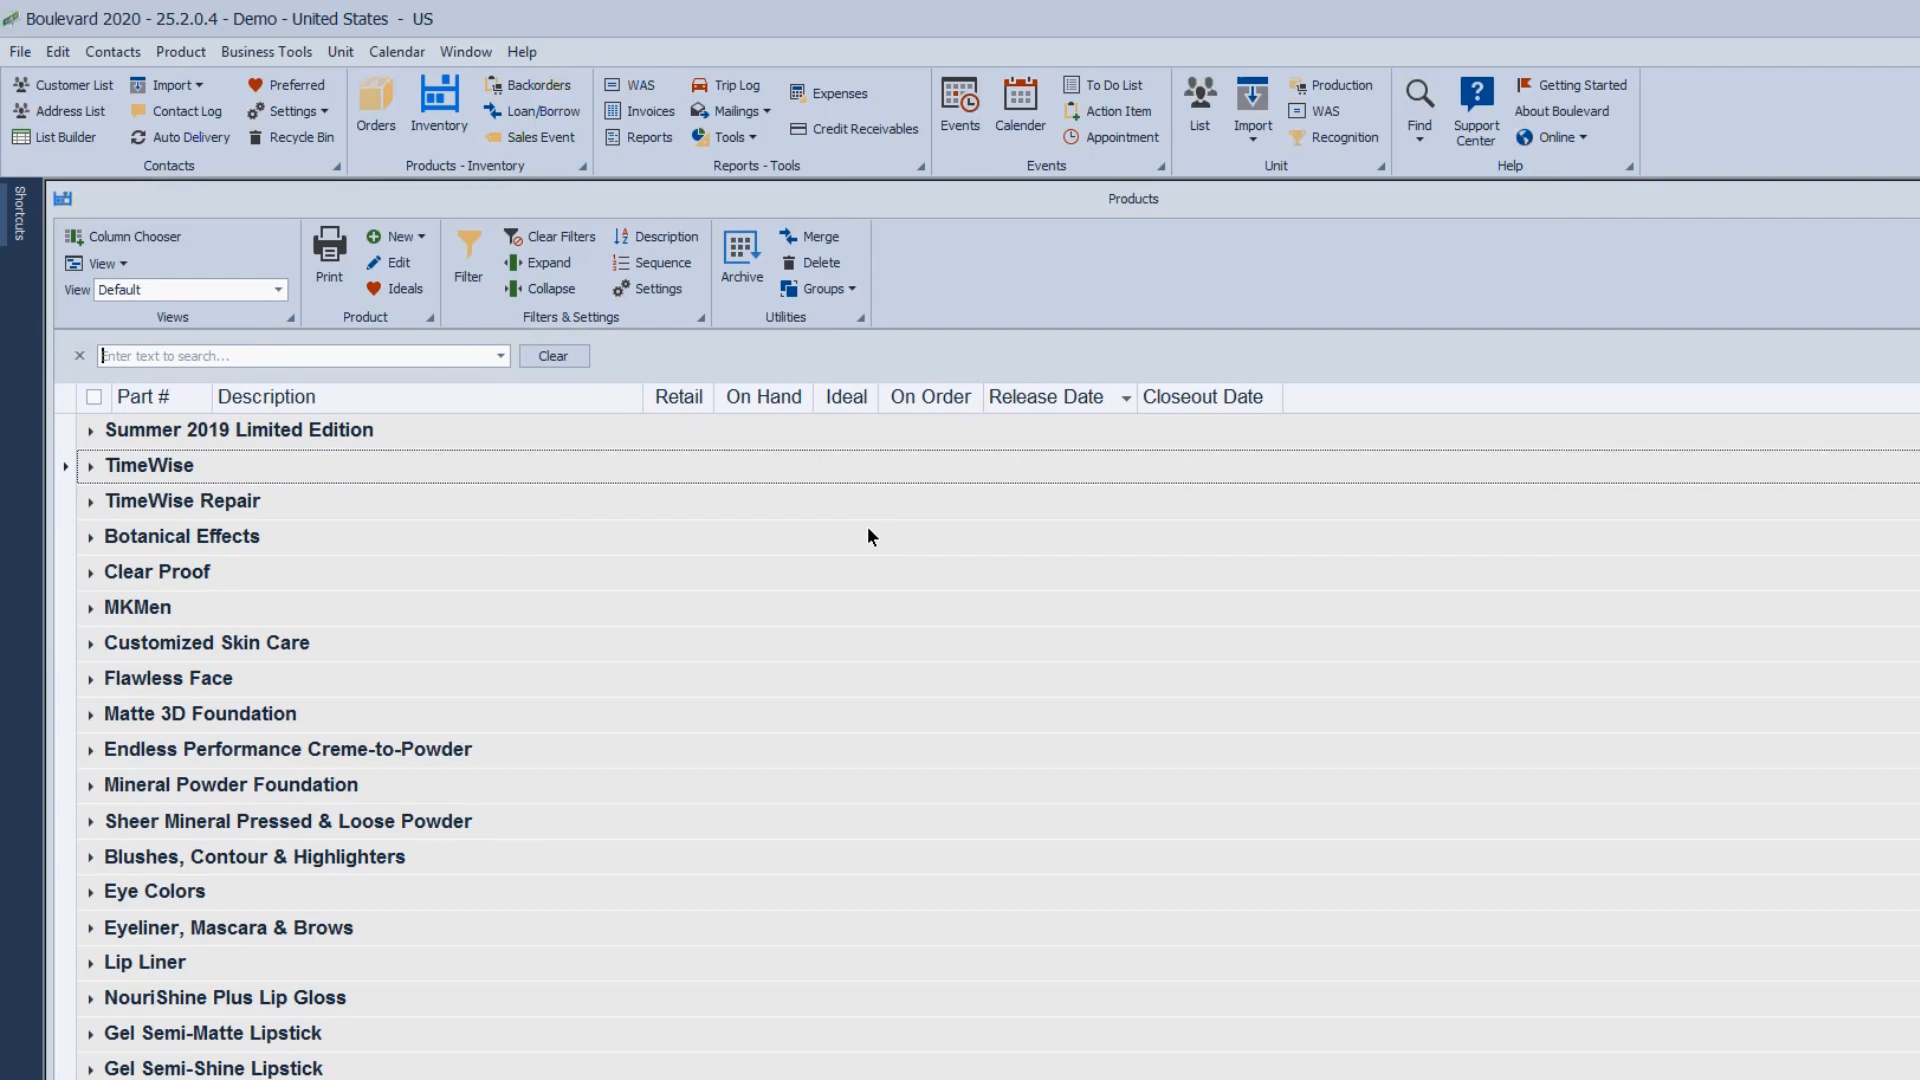 Boulevard 2020 - 25.2.0.4 - Demo - United States - US
File Edit Contacts Product Business Tools Unit Calendar Window Help
Customer List Import Preferred
Address List Contact Log Settings
List Builder Auto Delivery Recycle Bin
Contacts
Orders Inventory
Backorders
Loan/Borrow
Sales Event
Products - Inventory
WAS Trip Log Expenses
Invoices Mailings
Reports Tools Credit Receivables
Reports - Tools
Events Calender
To Do List
Action Item
Appointment
Events
List Import
Production
WAS
Recognition
Unit
Find Support Center
Getting Started
About Boulevard
Online
Help
Shortcuts
Products
Column Chooser
View
View Default
Views
Print
New
Edit
Ideals
Product
Filter
Clear Filters Description
Expand Sequence
Collapse Settings
Filters & Settings
Archive
Merge
Delete
Groups
Utilities
Enter text to search... Clear
Part # Description Retail On Hand Ideal On Order Release Date Closeout Date
Summer 2019 Limited Edition
TimeWise
TimeWise Repair
Botanical Effects
Clear Proof
MKMen
Customized Skin Care
Flawless Face
Matte 3D Foundation
Endless Performance Creme-to-Powder
Mineral Powder Foundation
Sheer Mineral Pressed & Loose Powder
Blushes, Contour & Highlighters
Eye Colors
Eyeliner, Mascara & Brows
Lip Liner
NouriShine Plus Lip Gloss
Gel Semi-Matte Lipstick
Gel Semi-Shine Lipstick